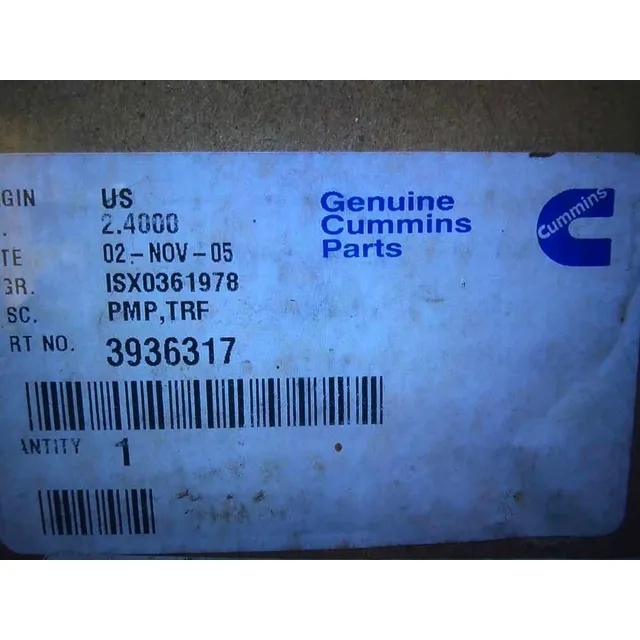 GIN US
. 2.4000
TE 02-NOV-05
GR. ISX0361978
SC. PMP,TRF
RT NO. 3936317
ANTITY 1
Genuine
Cummins
Parts
Cummins